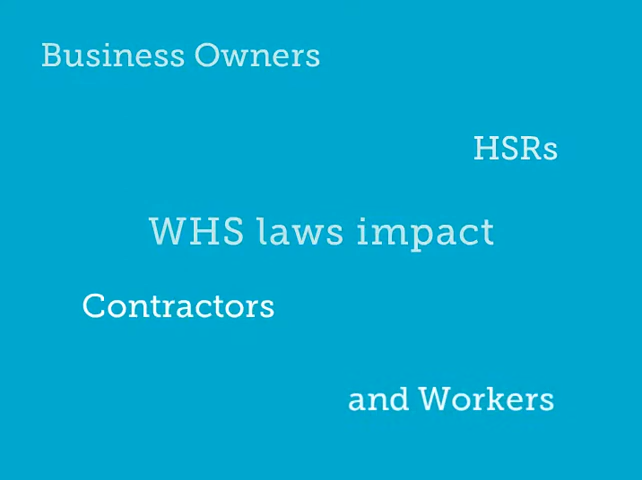 Business Owners
HSRs
WHS laws impact
Contractors
and Workers